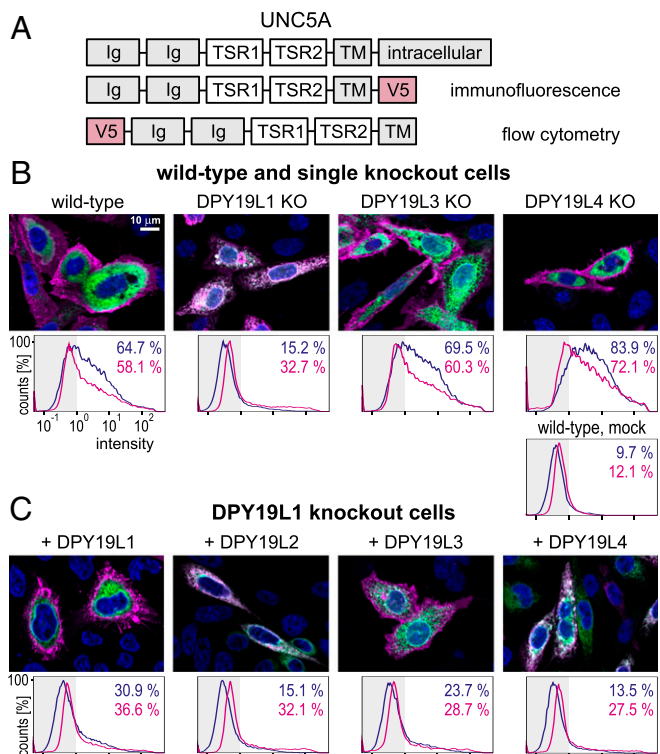 A
UNC5A
Ig Ig TSR1 TSR2 TM intracellular
Ig Ig TSR1 TSR2 TM V5 immunofluorescence
V5 Ig Ig TSR1 TSR2 TM flow cytometry
B wild-type and single knockout cells
wild-type DPY19L1 KO DPY19L3 KO DPY19L4 KO
10 µm
100 64.7 % 15.2 % 69.5 % 83.9 %
58.1 % 32.7 % 60.3 % 72.1 %
counts [%]
10-1 100 101 102
intensity
wild-type, mock
9.7 %
12.1 %
C DPY19L1 knockout cells
+ DPY19L1 + DPY19L2 + DPY19L3 + DPY19L4
100 30.9 % 15.1 % 23.7 % 13.5 %
36.6 % 32.1 % 28.7 % 27.5 %
counts [%]